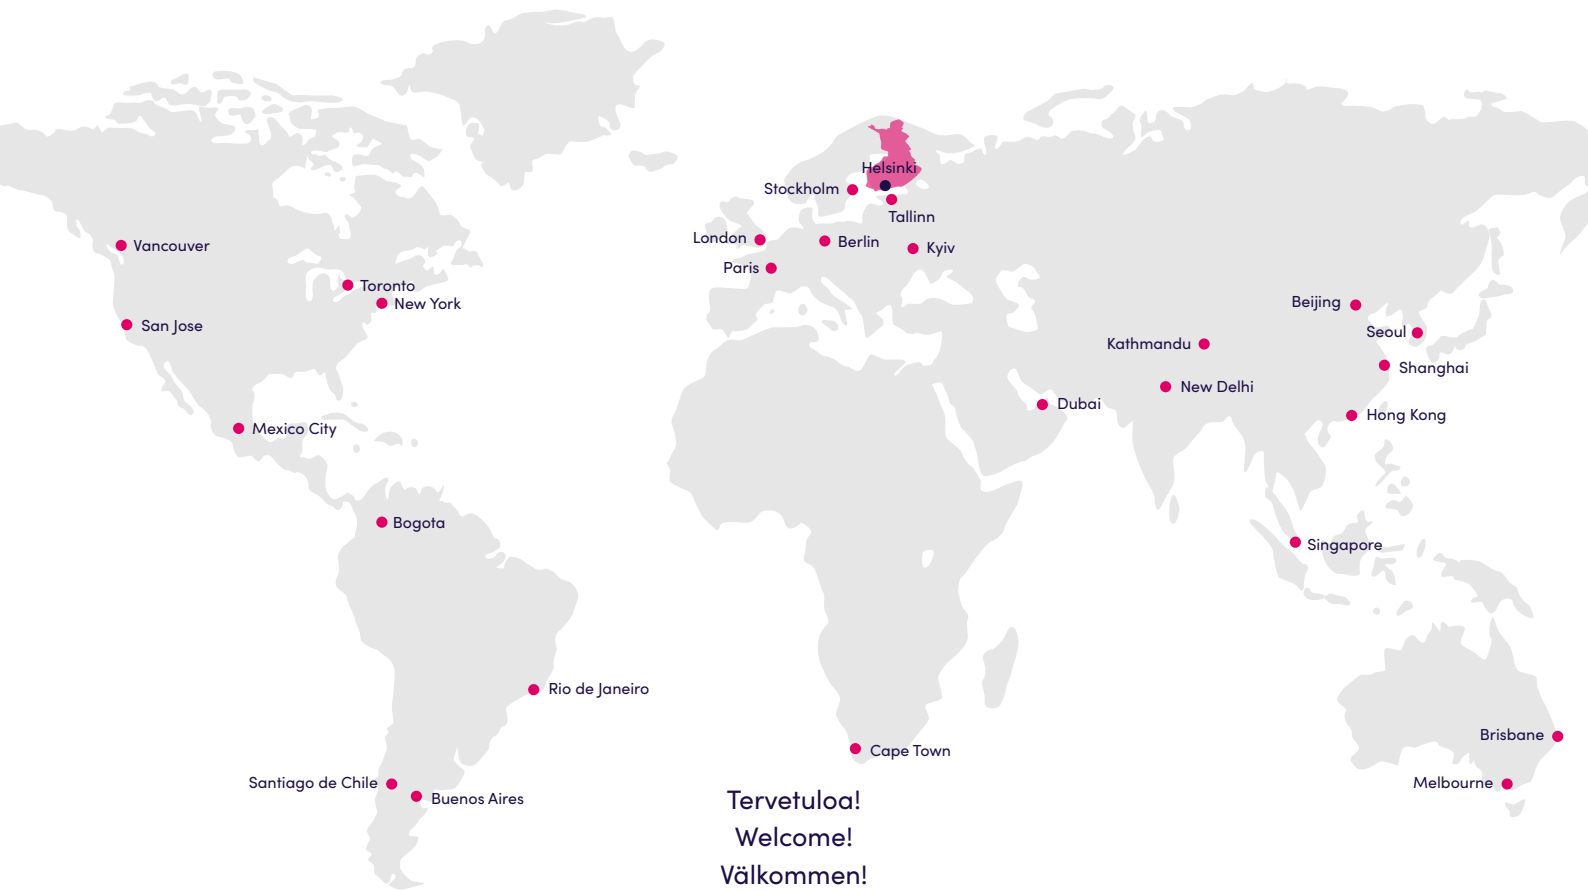 Helsinki
Stockholm
Tallinn
London
Berlin
Kyiv
Vancouver
Paris
Toronto
New York
Beijing
San Jose
Seoul
Kathmandu
Shanghai
New Delhi
Dubai
Hong Kong
Mexico City
Bogota
Singapore
Rio de Janeiro
Brisbane
Cape Town
Santiago de Chile
Melbourne
Buenos Aires
Tervetuloa!
Welcome!
Välkommen!